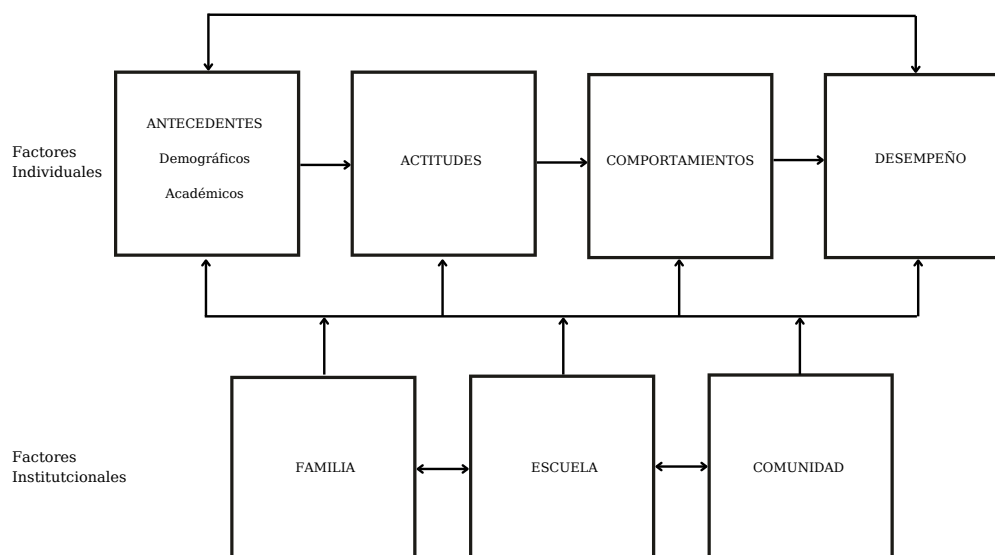 ANTECEDENTES
Demográficos
Académicos
ACTITUDES
COMPORTAMIENTOS
DESEMPEÑO
Factores
Individuales
FAMILIA
ESCUELA
COMUNIDAD
Factores
Institutcionales